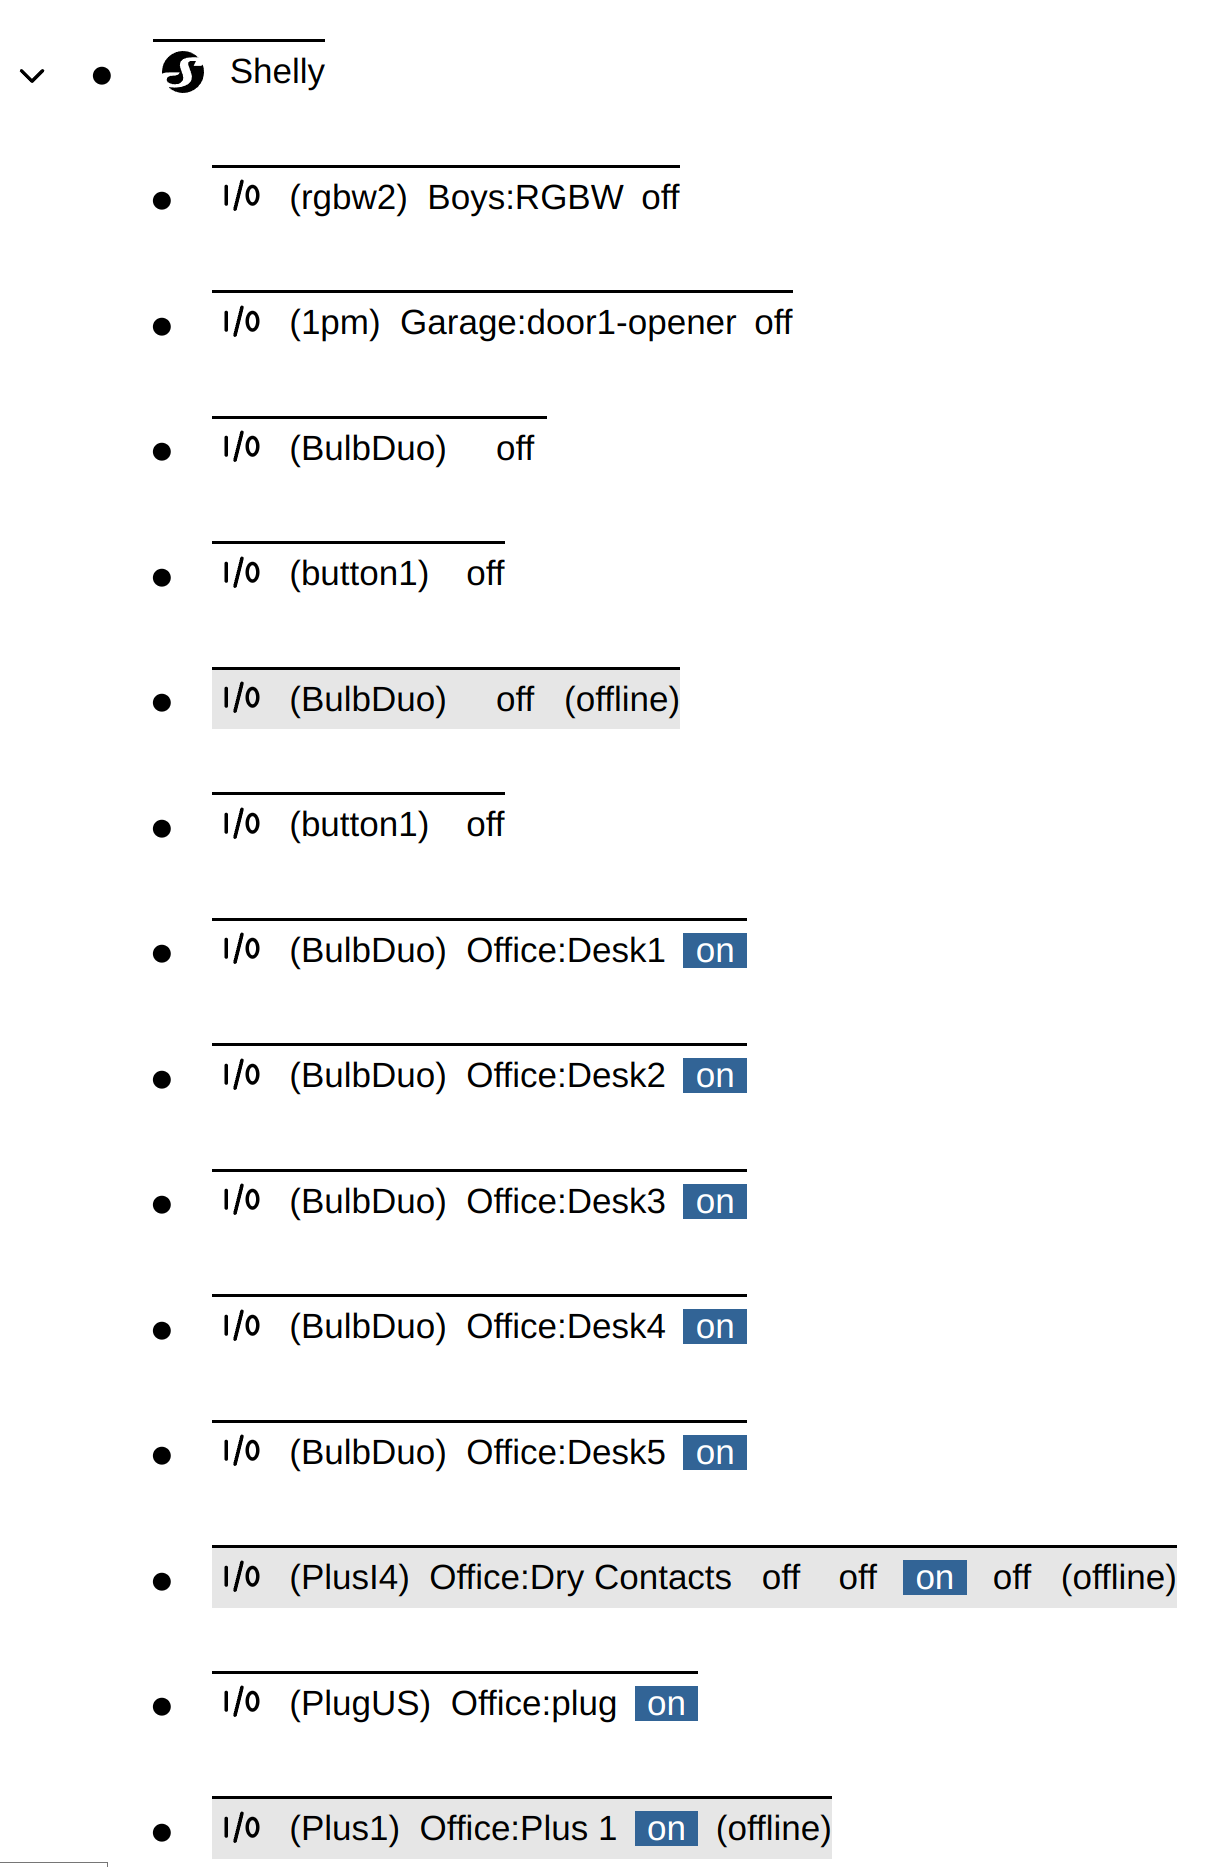 Shelly
I/O (rgbw2) Boys:RGBW off
I/O (1pm) Garage:door1-opener off
I/O (BulbDuo) off
I/O (button1) off
I/O (BulbDuo) off (offline)
I/O (button1) off
I/O (BulbDuo) Office:Desk1 on
I/O (BulbDuo) Office:Desk2 on
I/O (BulbDuo) Office:Desk3 on
I/O (BulbDuo) Office:Desk4 on
I/O (BulbDuo) Office:Desk5 on
I/O (PlusI4) Office:Dry Contacts off off on off (offline)
I/O (PlugUS) Office:plug on
I/O (Plus1) Office:Plus 1 on (offline)